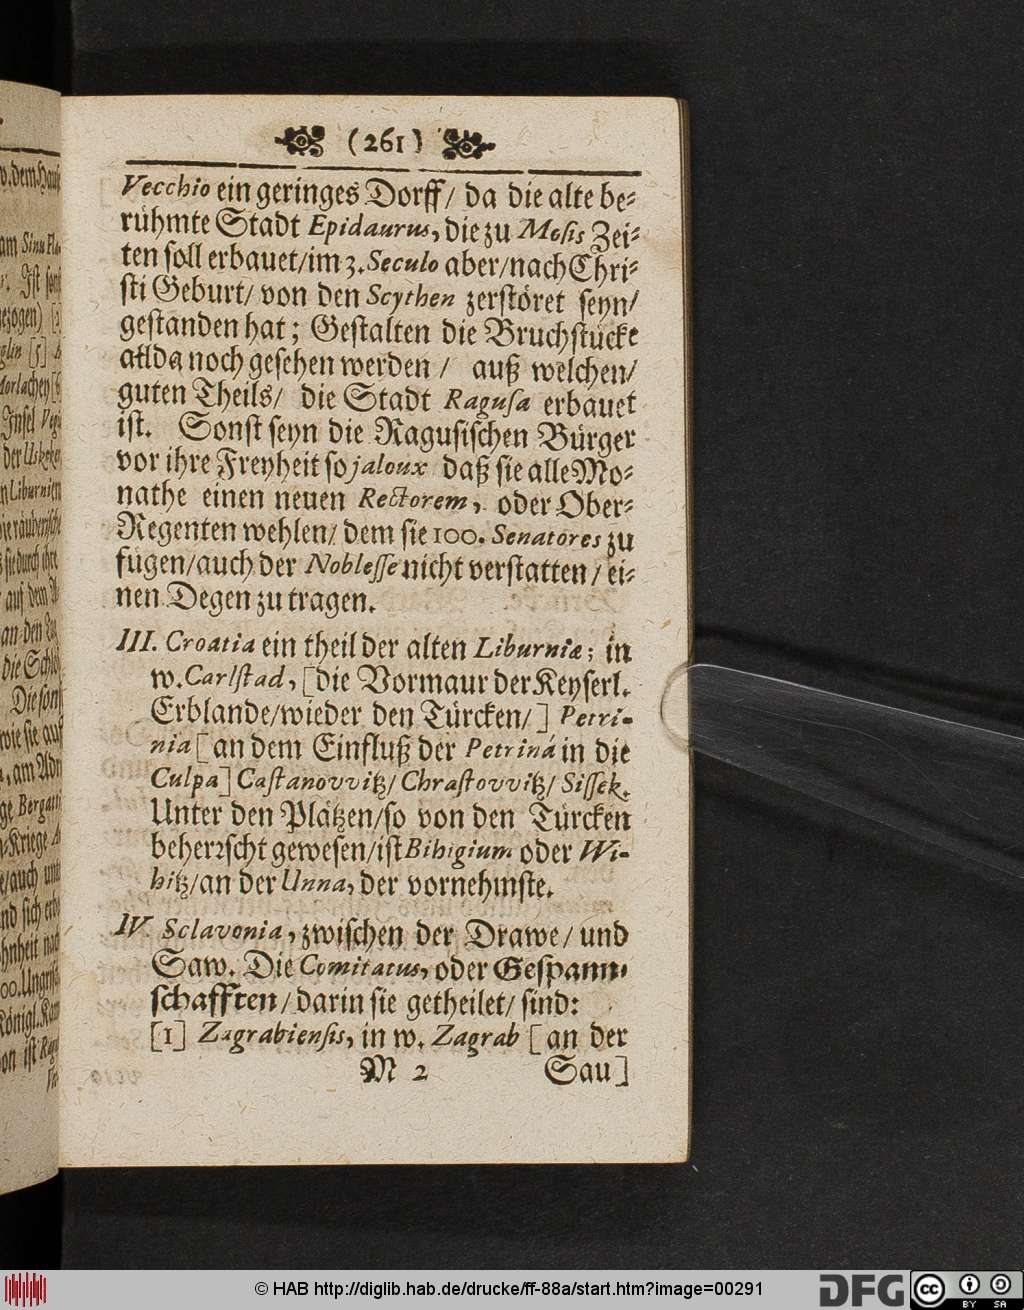 (261)
Vecchio ein geringes Dorff/ da die alte be-
rühmte Stadt Epidaurus, die zu Mosis Zei-
ten soll erbauet/im 3. Seculo aber/nach Chri-
sti Geburt/ von den Scythen zerstöret seyn/
gestanden hat; Gestalten die Bruchstücke
allda noch gesehen werden / auß welchen/
guten Theils/ die Stadt Ragusa erbauet
ist. Sonst seyn die Ragusischen Bürger
vor ihre Freyheit so jaloux daß sie alle Mo-
nathe einen neuen Rectorem, oder Ober-
Regenten wehlen/ dem sie 100. Senatores zu
fügen/auch der Noblesse nicht verstatten / ei-
nen Degen zu tragen.
III. Croatia ein theil der alten Liburniæ; in
w. Carlstad, [die Vormaur der Keyserl.
Erblande/wieder den Türcken/] Petri-
nia [an dem Einfluß der Petriná in die
Culpa] Castanovvitz/ Chrastovvitz/ Sissek.
Unter den Plätzen/so von den Türcken
beherrscht gewesen/ist Bihigium oder Wi-
hitz/an der Unna, der vornehmste.
IV. Sclavonia, zwischen der Drawe/ und
Saw. Die Comitatus, oder Gespann-
schafften/darin sie getheilet/ sind:
[1] Zagrabiensis, in w. Zagrab [an der
M 2 Sau]
© HAB http://diglib.hab.de/drucke/ff-88a/start.htm?image=00291
DFG
cc BY SA